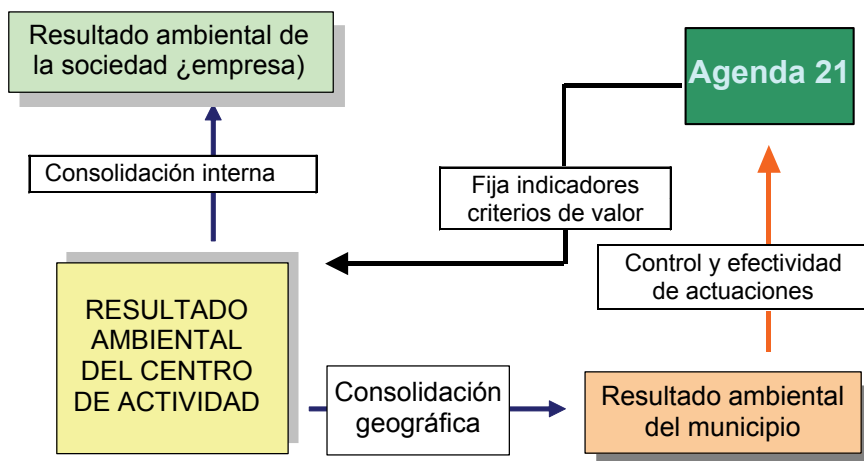 Resultado ambiental de
la sociedad ¿empresa)
Agenda 21
Consolidación interna
Fija indicadores
criterios de valor
Control y efectividad
de actuaciones
RESULTADO
AMBIENTAL
DEL CENTRO
DE ACTIVIDAD
Consolidación
geográfica
Resultado ambiental
del municipio